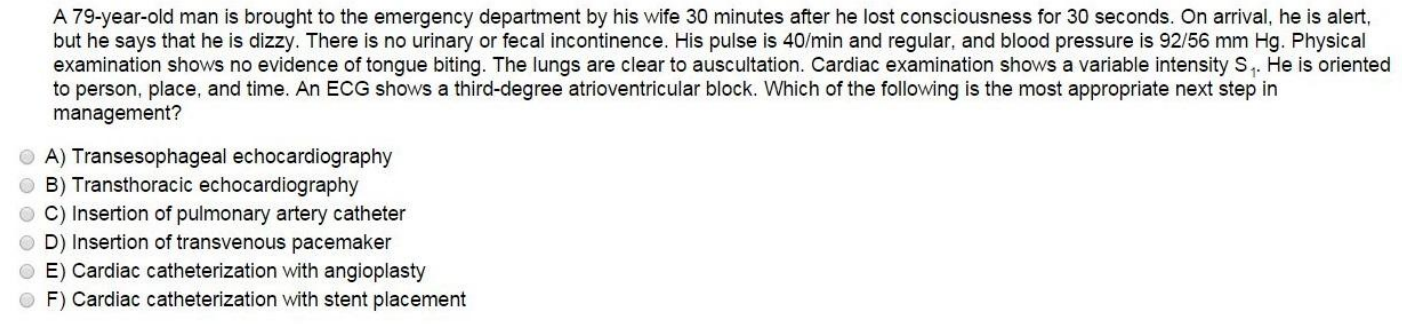 A 79-year-old man is brought to the emergency department by his wife 30 minutes after he lost consciousness for 30 seconds. On arrival, he is alert,
but he says that he is dizzy. There is no urinary or fecal incontinence. His pulse is 40/min and regular, and blood pressure is 92/56 mm Hg. Physical
examination shows no evidence of tongue biting. The lungs are clear to auscultation. Cardiac examination shows a variable intensity S₁. He is oriented
to person, place, and time. An ECG shows a third-degree atrioventricular block. Which of the following is the most appropriate next step in
management?
A) Transesophageal echocardiography
B) Transthoracic echocardiography
C) Insertion of pulmonary artery catheter
D) Insertion of transvenous pacemaker
E) Cardiac catheterization with angioplasty
F) Cardiac catheterization with stent placement